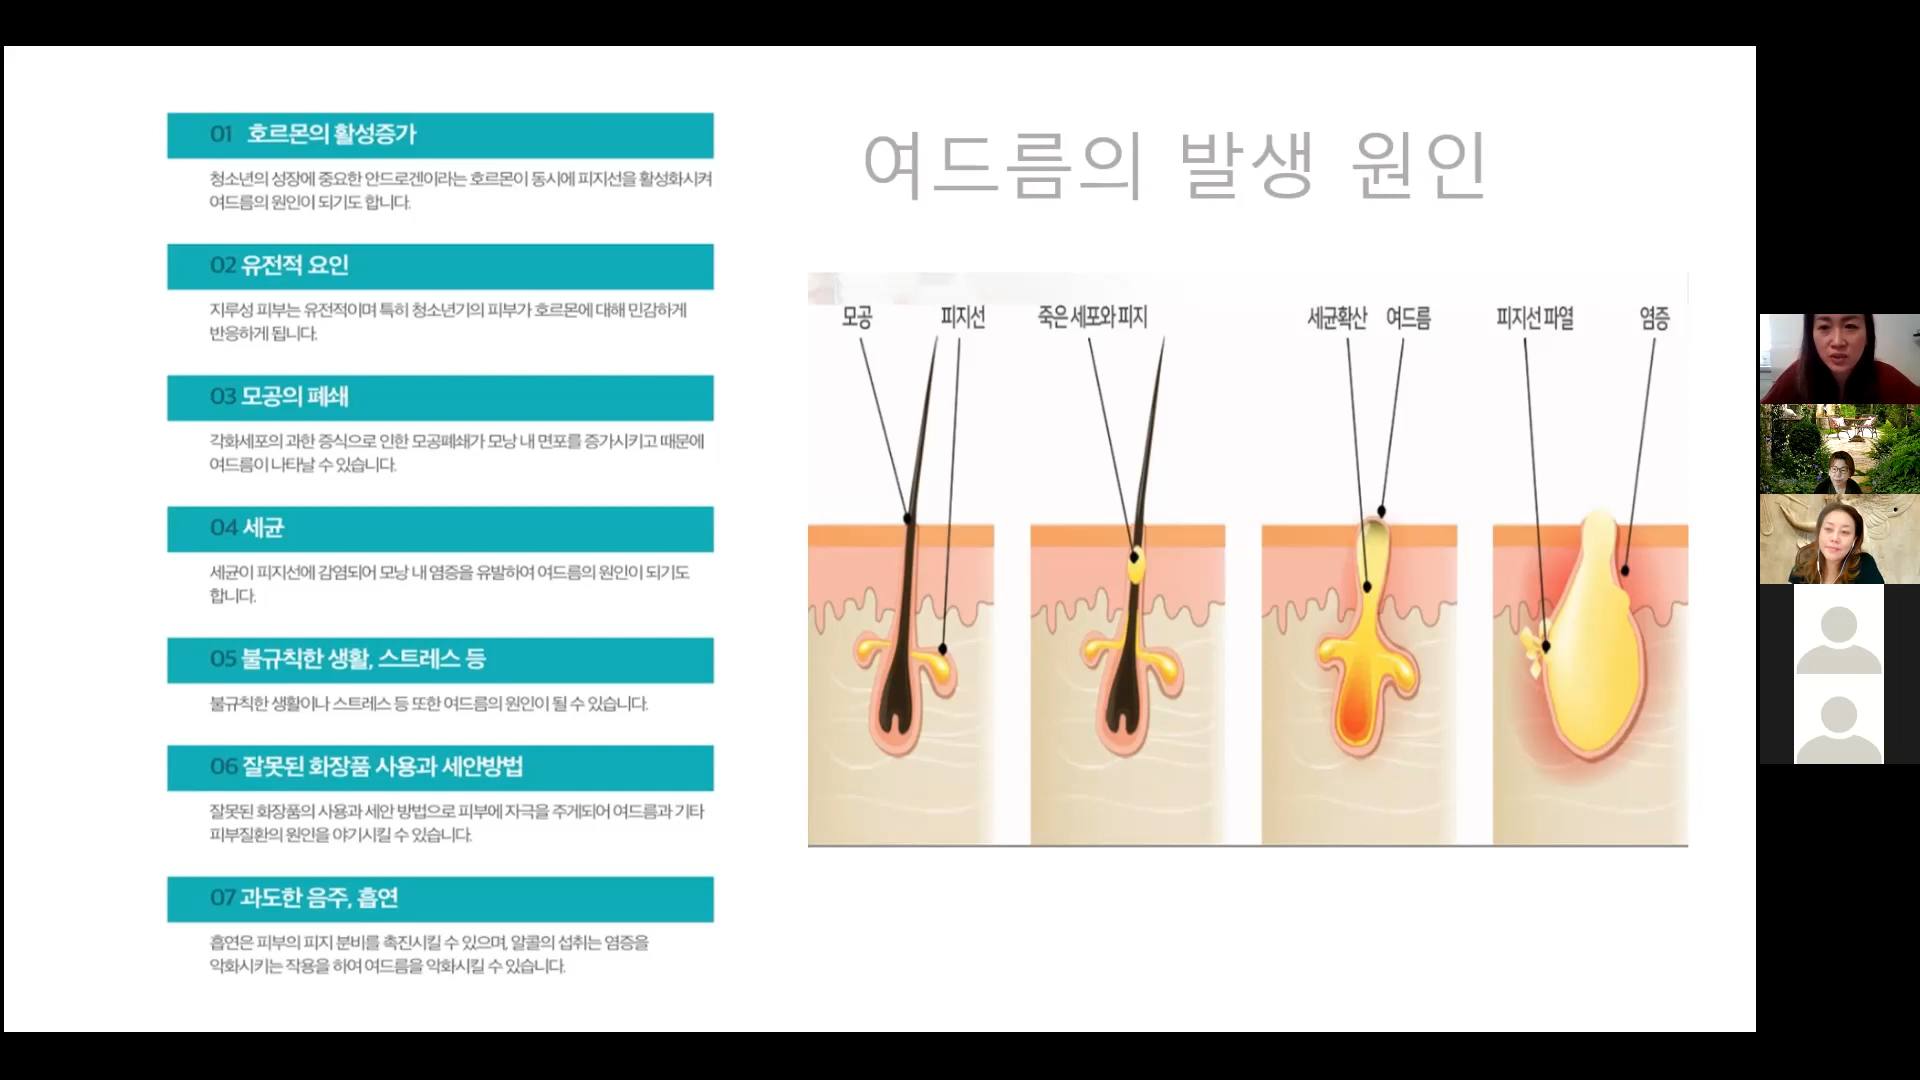 01 호르몬의 활성증가
청소년의 성장에 중요한 안드로겐이라는 호르몬이 동시에 피지선을 활성화시켜
여드름의 원인이 되기도 합니다.
02 유전적 요인
지루성 피부는 유전적이며 특히 청소년기의 피부가 호르몬에 대해 민감하게
반응하게 됩니다.
03 모공의 폐쇄
각화세포의 과한 증식으로 인한 모공폐쇄가 모낭 내 면포를 증가시키고 때문에
여드름이 나타날 수 있습니다.
04 세균
세균이 피지선에 감염되어 모낭 내 염증을 유발하여 여드름의 원인이 되기도
합니다.
05 불규칙한 생활, 스트레스 등
불규칙한 생활이나 스트레스 등 또한 여드름의 원인이 될 수 있습니다.
06 잘못된 화장품 사용과 세안방법
잘못된 화장품의 사용과 세안 방법으로 피부에 자극을 주게되어 여드름과 기타
피부질환의 원인을 야기시킬 수 있습니다.
07 과도한 음주, 흡연
흡연은 피부의 피지 분비를 촉진시킬 수 있으며, 알콜의 섭취는 염증을
악화시키는 작용을 하여 여드름을 악화시킬 수 있습니다.
여드름의 발생 원인
모공 피지선 죽은 세포와 피지 세균확산 여드름 피지선 파열 염증